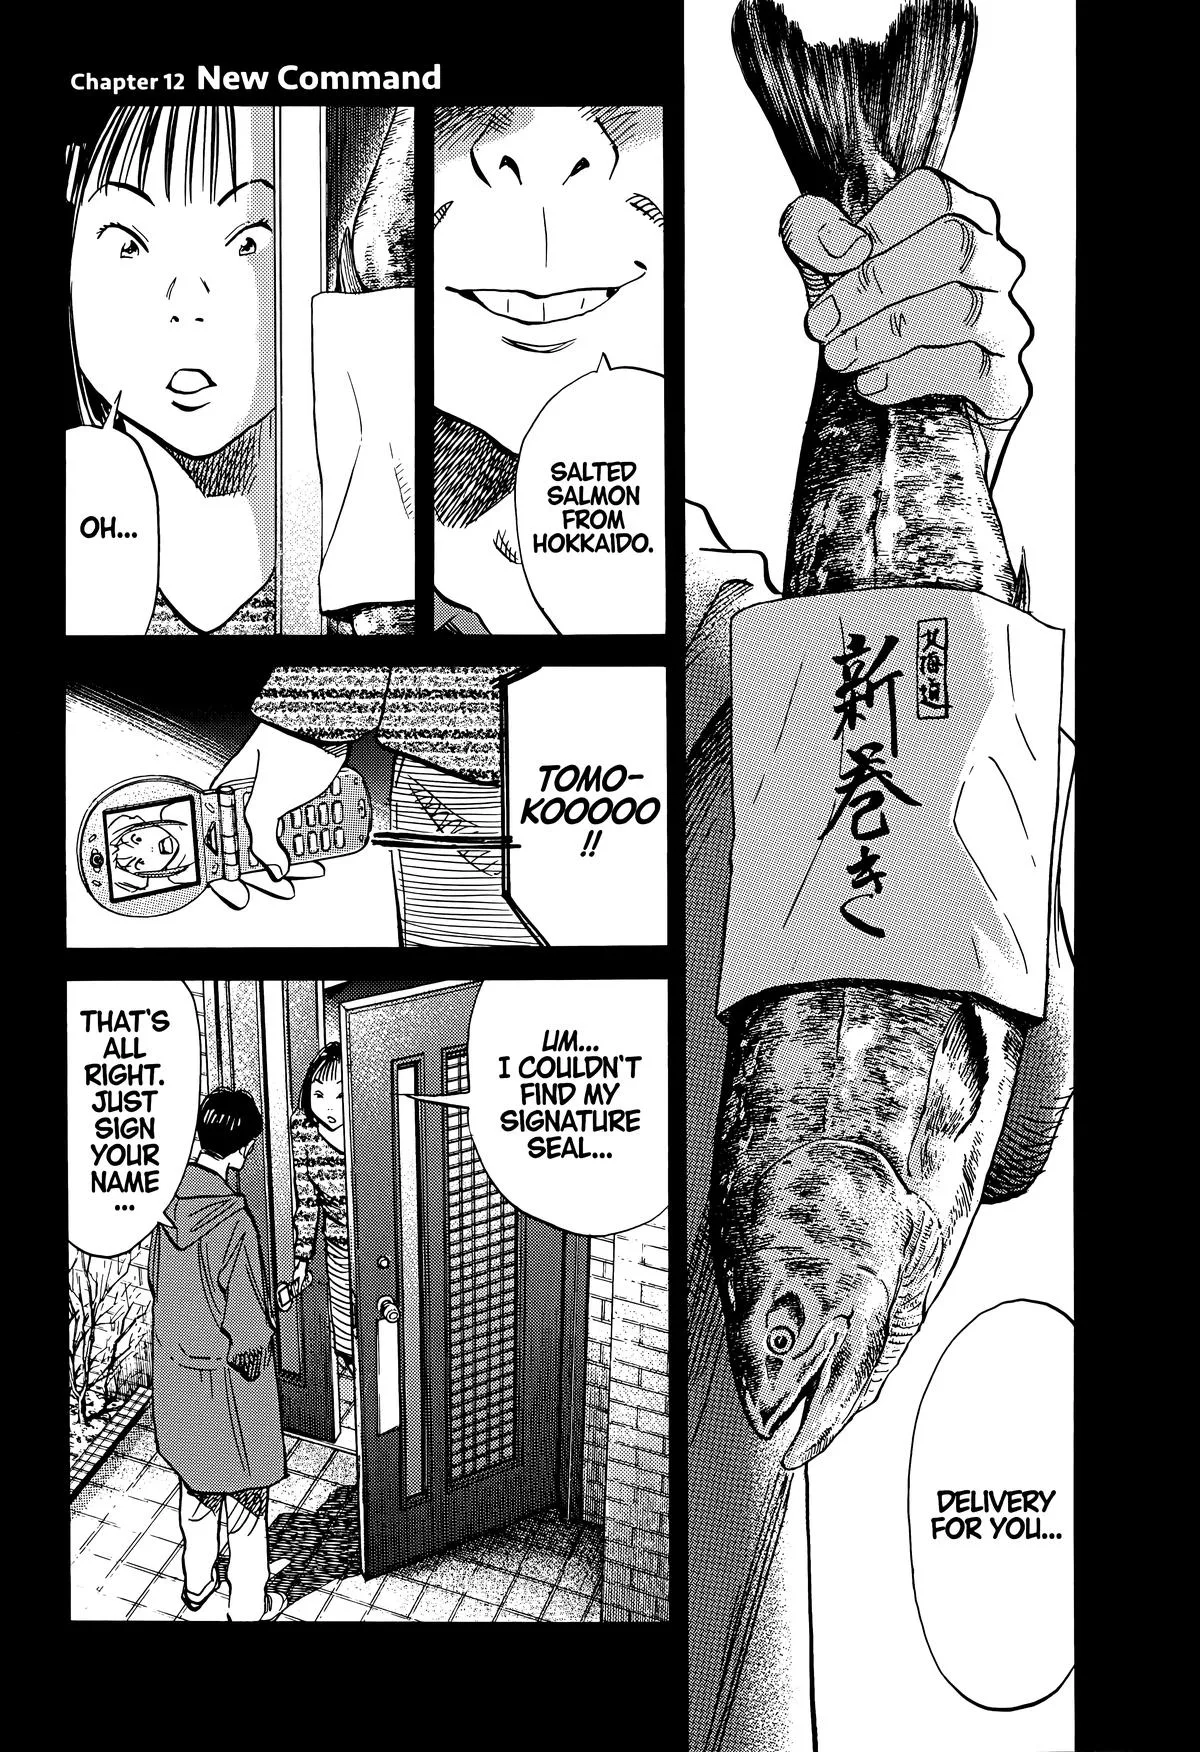 Chapter 12 New Command
DELIVERY
FOR YOU...
北海道
新巻き
SALTED
SALMON
FROM
HOKKAIDO.
OH...
TOMO-
KOOOOO
!!
UM...
I COULDN'T
FIND MY
SIGNATURE
SEAL...
THAT'S
ALL
RIGHT.
JUST
SIGN
YOUR
NAME
...